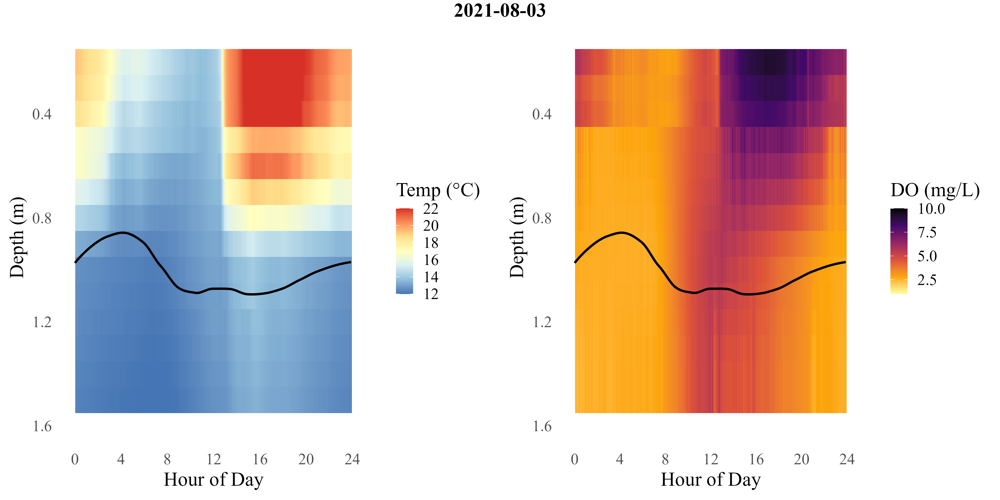 2021-08-03
Depth (m)
0.4
0.8
1.2
1.6
0 4 8 12 16 20 24
Hour of Day
Temp (°C)
22
20
18
16
14
12
Depth (m)
0.4
0.8
1.2
1.6
0 4 8 12 16 20 24
Hour of Day
DO (mg/L)
10.0
7.5
5.0
2.5